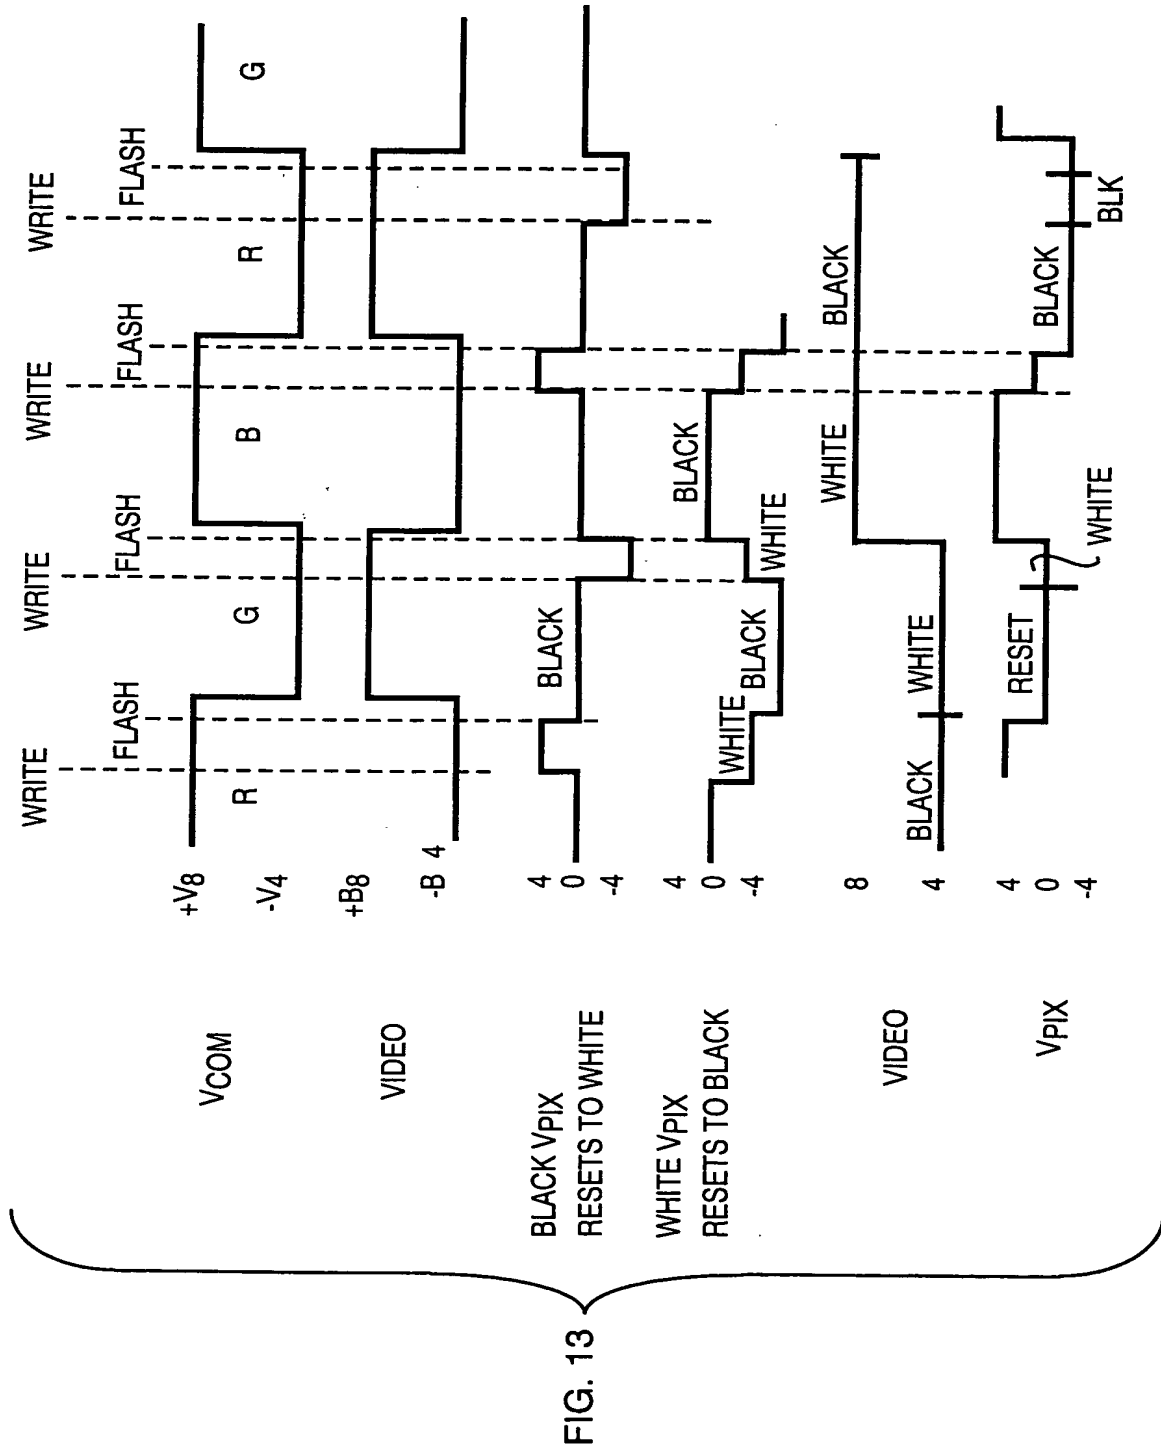 WRITE WRITE WRITE WRITE
FLASH FLASH FLASH FLASH
VCOM
+V8
-V4
R G B R G
VIDEO
+B8
-B 4
BLACK VPIX
RESETS TO WHITE
4
0
-4
BLACK
WHITE VPIX
RESETS TO BLACK
4
0
-4
WHITE BLACK WHITE BLACK
VIDEO
8
4
BLACK WHITE WHITE BLACK
VPIX
4
0
-4
RESET WHITE BLACK BLK
FIG. 13